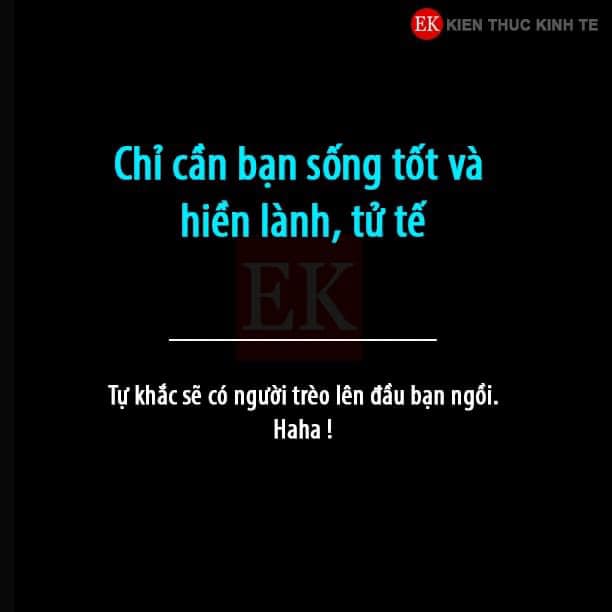 EK KIEN THUC KINH TE
Chỉ cần bạn sống tốt và
hiền lành, tử tế
EK
Tự khắc sẽ có người trèo lên đầu bạn ngồi.
Haha !